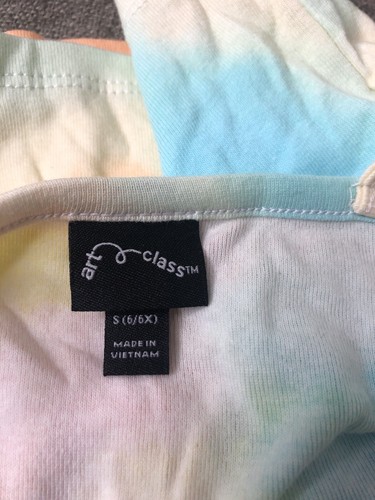 art class™
S (6/6X)
MADE IN
VIETNAM